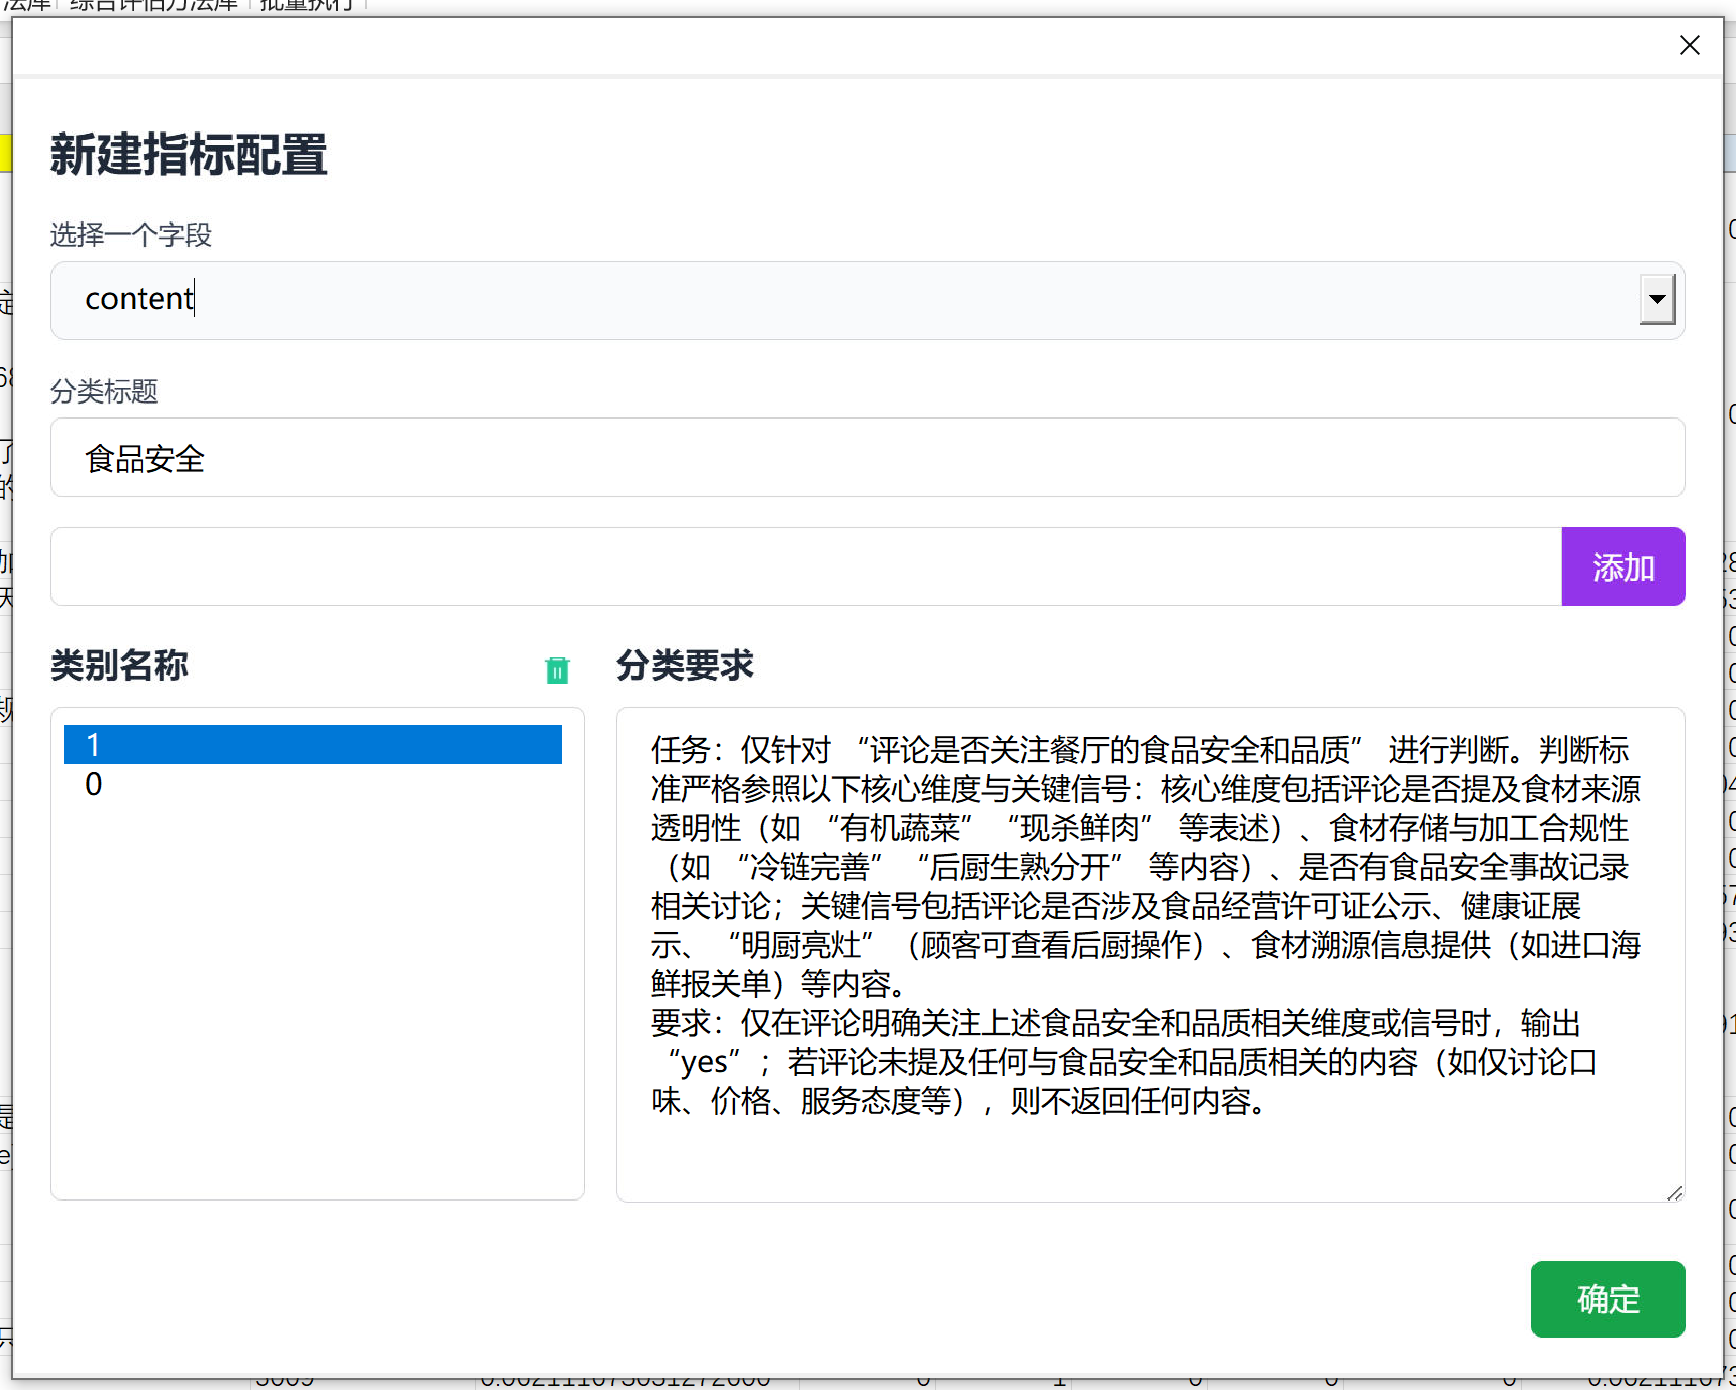 综合评估方法库
批量执行
新建指标配置
选择一个字段
content
分类标题
食品安全
添加
类别名称
分类要求
1
0
任务：仅针对 “评论是否关注餐厅的食品安全和品质” 进行判断。判断标
准严格参照以下核心维度与关键信号：核心维度包括评论是否提及食材来源
透明性（如 “有机蔬菜” “现杀鲜肉” 等表述）、食材存储与加工合规性
（如 “冷链完善” “后厨生熟分开” 等内容）、是否有食品安全事故记录
相关讨论；关键信号包括评论是否涉及食品经营许可证公示、健康证展
示、 “明厨亮灶” （顾客可查看后厨操作）、食材溯源信息提供（如进口海
鲜报关单）等内容。
要求：仅在评论明确关注上述食品安全和品质相关维度或信号时，输出
“yes”；若评论未提及任何与食品安全和品质相关的内容（如仅讨论口
味、价格、服务态度等），则不返回任何内容。
确定